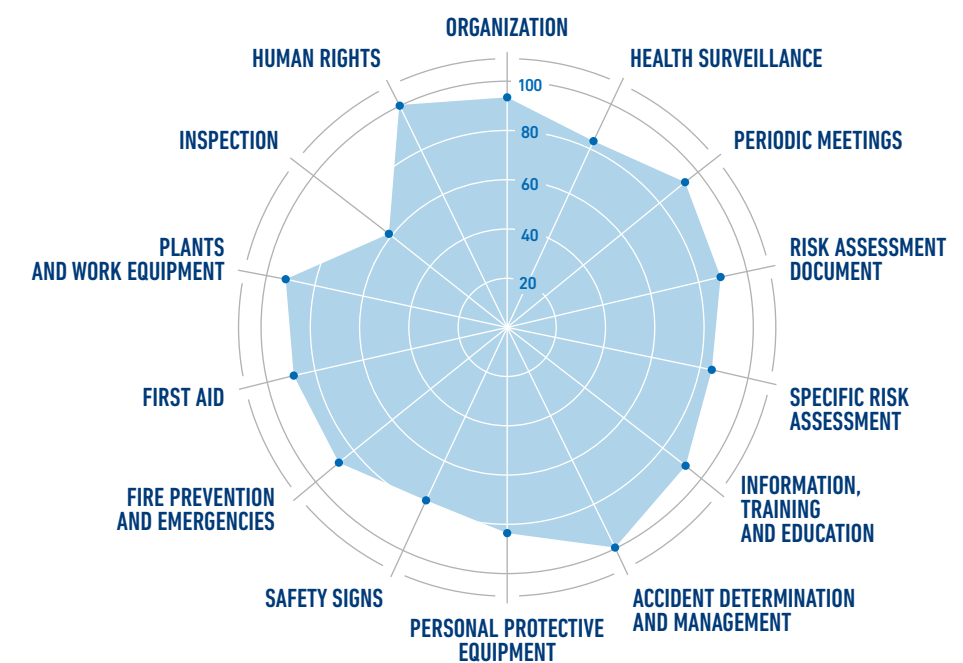 ORGANIZATION
HUMAN RIGHTS
HEALTH SURVEILLANCE
100
80
60
40
20
INSPECTION
PERIODIC MEETINGS
PLANTS
AND WORK EQUIPMENT
RISK ASSESSMENT
DOCUMENT
FIRST AID
SPECIFIC RISK
ASSESSMENT
FIRE PREVENTION
AND EMERGENCIES
INFORMATION,
TRAINING
AND EDUCATION
SAFETY SIGNS
ACCIDENT DETERMINATION
AND MANAGEMENT
PERSONAL PROTECTIVE
EQUIPMENT